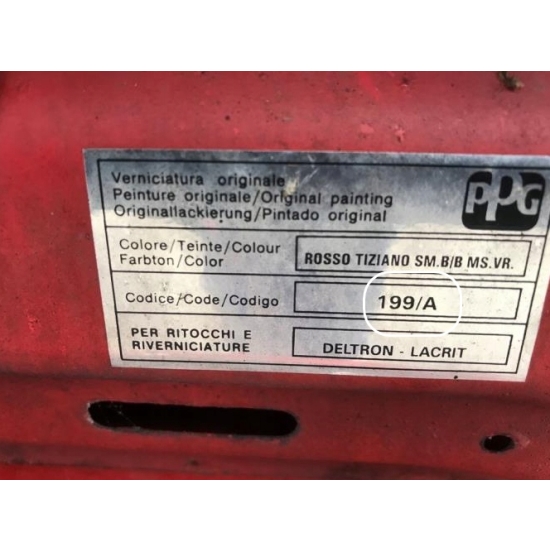 Verniciatura originale
Peinture originale/Original painting
Originallackierung/Pintado original
PPG
Colore/Teinte/Colour
Farbton/Color
ROSSO TIZIANO SM.B/B MS.VR.
Codice/Code/Codigo
199/A
PER RITOCCHI E
RIVERNICIATURE
DELTRON - LACRIT